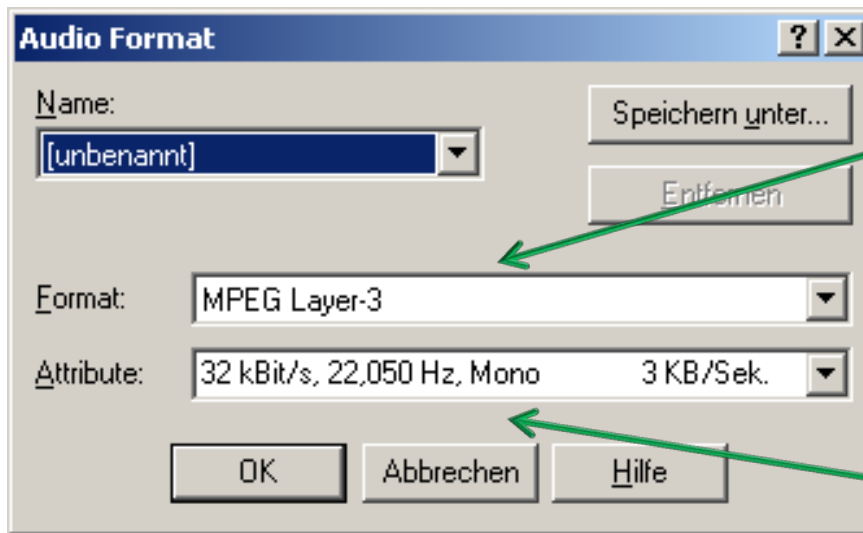 Audio Format
Name:
[unbenannt]
Speichern unter...
Entfernen
Format:
MPEG Layer-3
Attribute:
32 kBit/s, 22,050 Hz, Mono 3 KB/Sek.
OK
Abbrechen
Hilfe